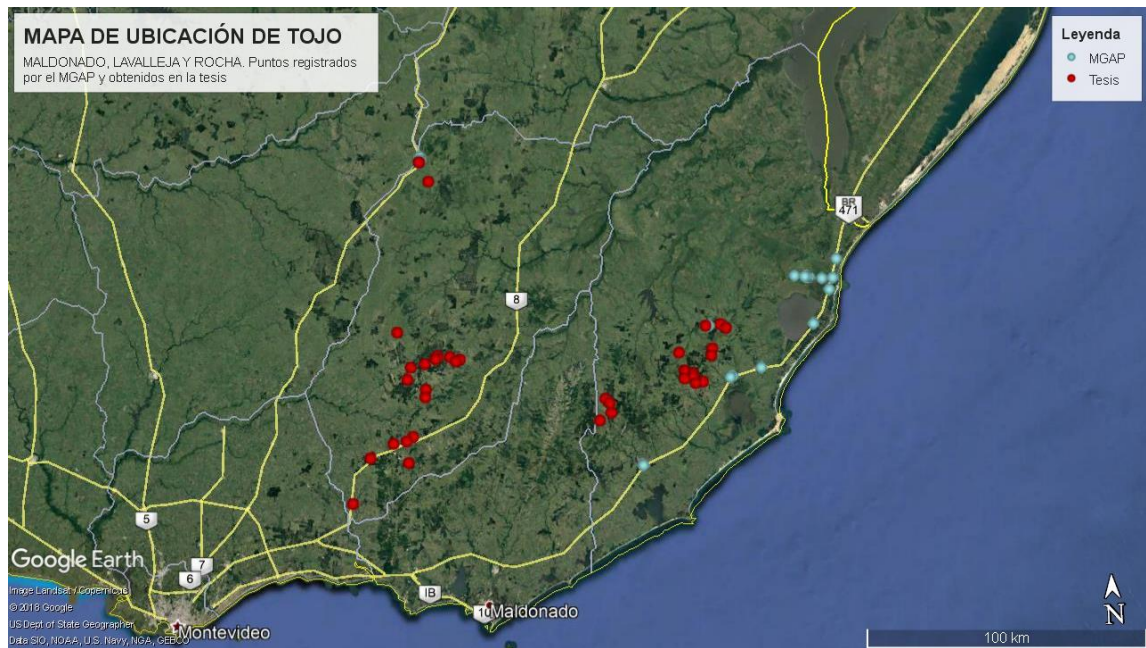 MAPA DE UBICACIÓN DE TOJO
MALDONADO, LAVALLEJA Y ROCHA. Puntos registrados
por el MGAP y obtenidos en la tesis
Leyenda
MGAP
Tesis
BR
471
8
5
7
6
IB
10
Maldonado
Montevideo
Google Earth
Image Landsat / Copernicus
© 2018 Google
US Dept of State Geographer
Data SIO, NOAA, U.S. Navy, NGA, GEBCO
N
100 km